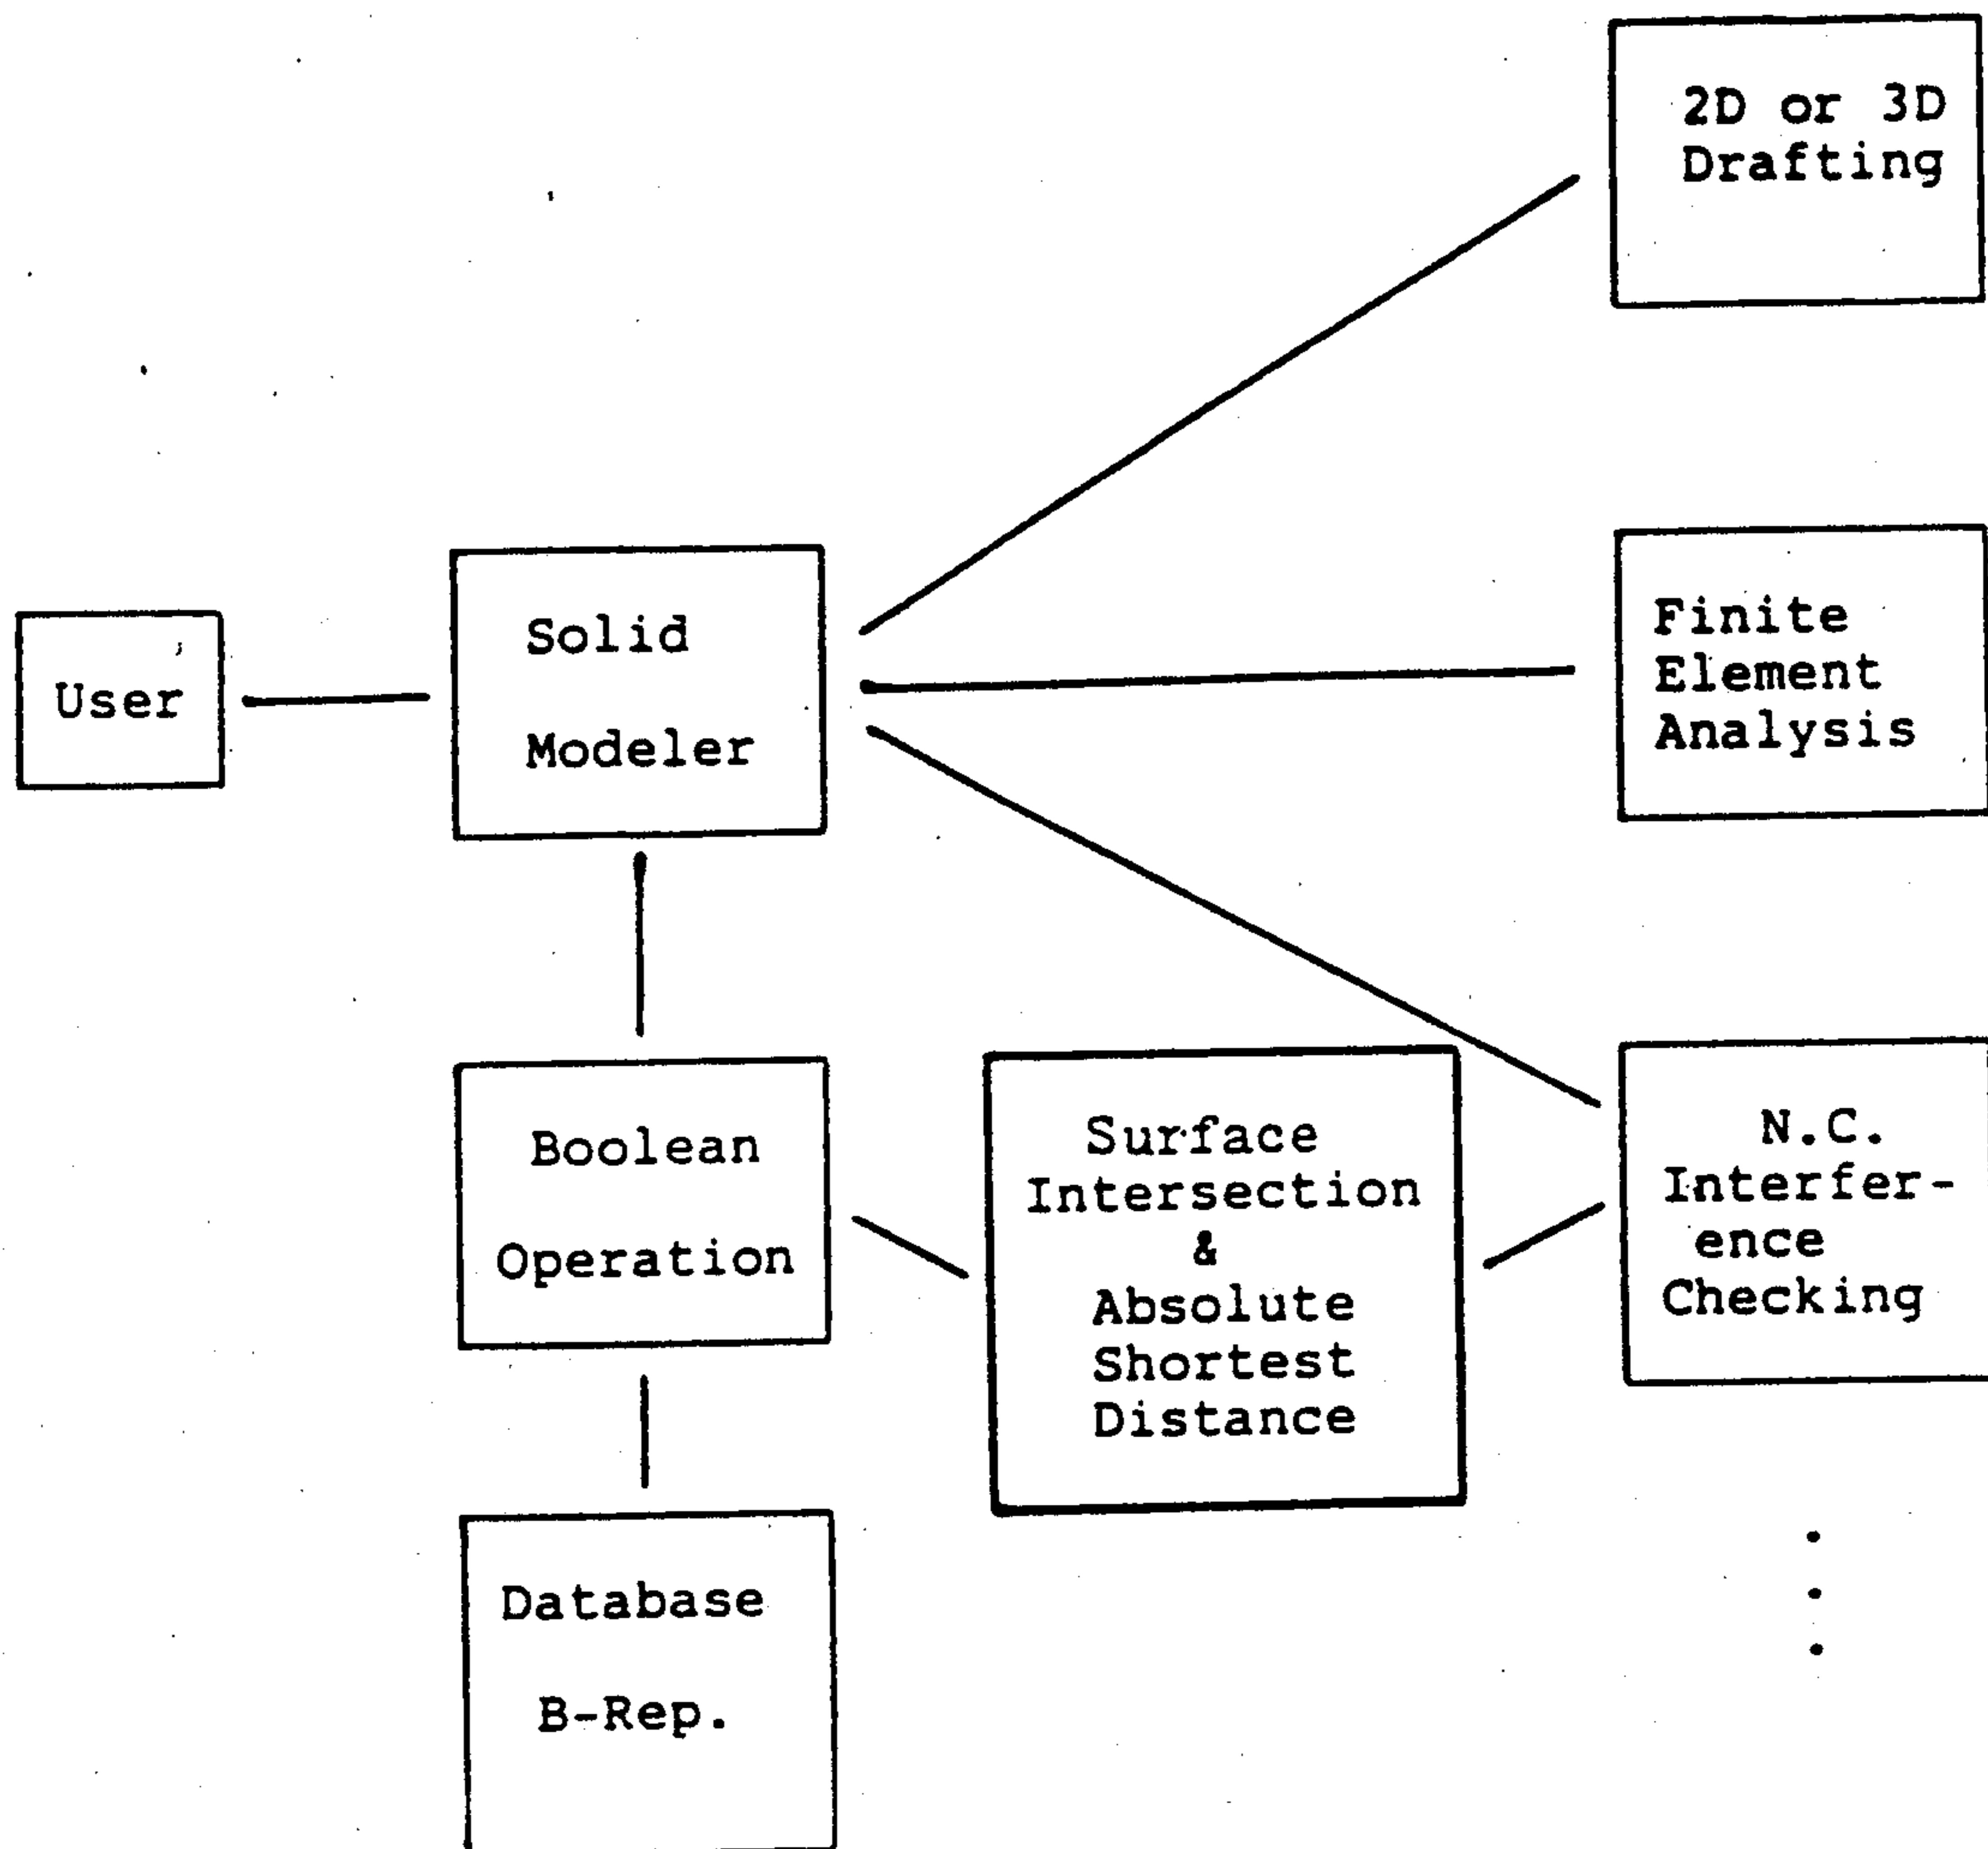 2D or 3D
Drafting
User
Solid
Modeler
Finite
Element
Analysis
Boolean
Operation
Surface
Intersection
&
Absolute
Shortest
Distance
N.C.
Interfer-
ence
Checking
Database
B-Rep.